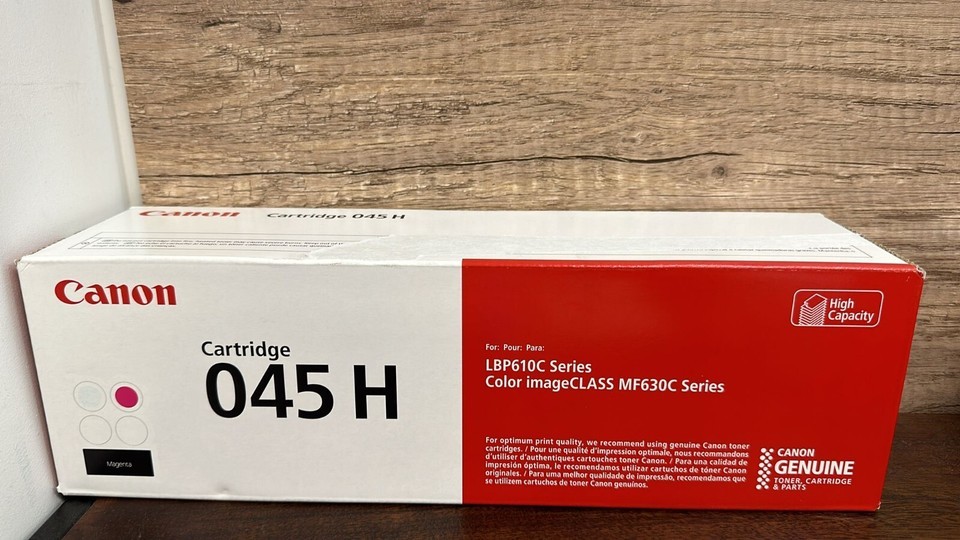 Canon Cartridge 045 H
Canon
Cartridge
045 H
Magenta
High
Capacity
For: Pour: Para:
LBP610C Series
Color imageCLASS MF630C Series
For optimum print quality, we recommend using genuine Canon toner
cartridges. / Pour une qualité d'impression optimale, nous recommandons
d'utiliser d'authentiques cartouches toner Canon. / Para una calidad de
impresión óptima, le recomendamos utilizar cartuchos de tóner Canon
originales. / Para uma melhor qualidade de impressão, recomendamos que
se utilizem cartuchos de toner Canon genuínos.
CANON
GENUINE
TONER, CARTRIDGE
& PARTS